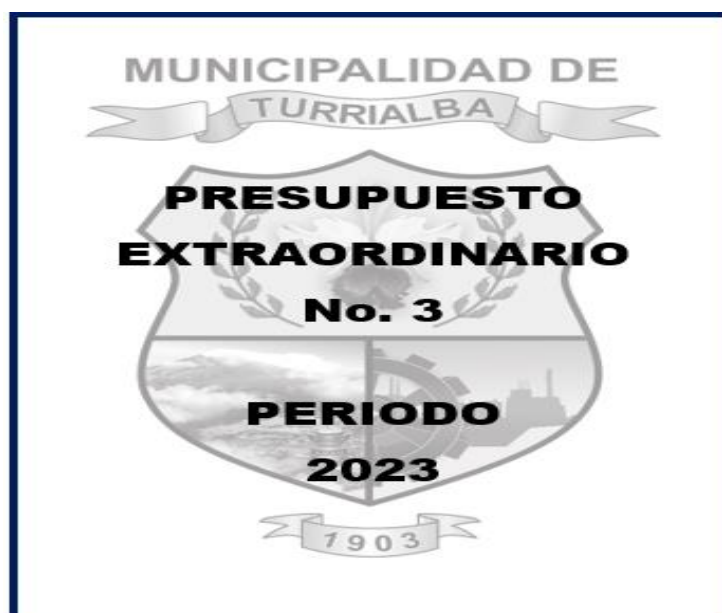 MUNICIPALIDAD DE
TURRIALBA
PRESUPUESTO
EXTRAORDINARIO
No. 3
PERIODO
2023
1903